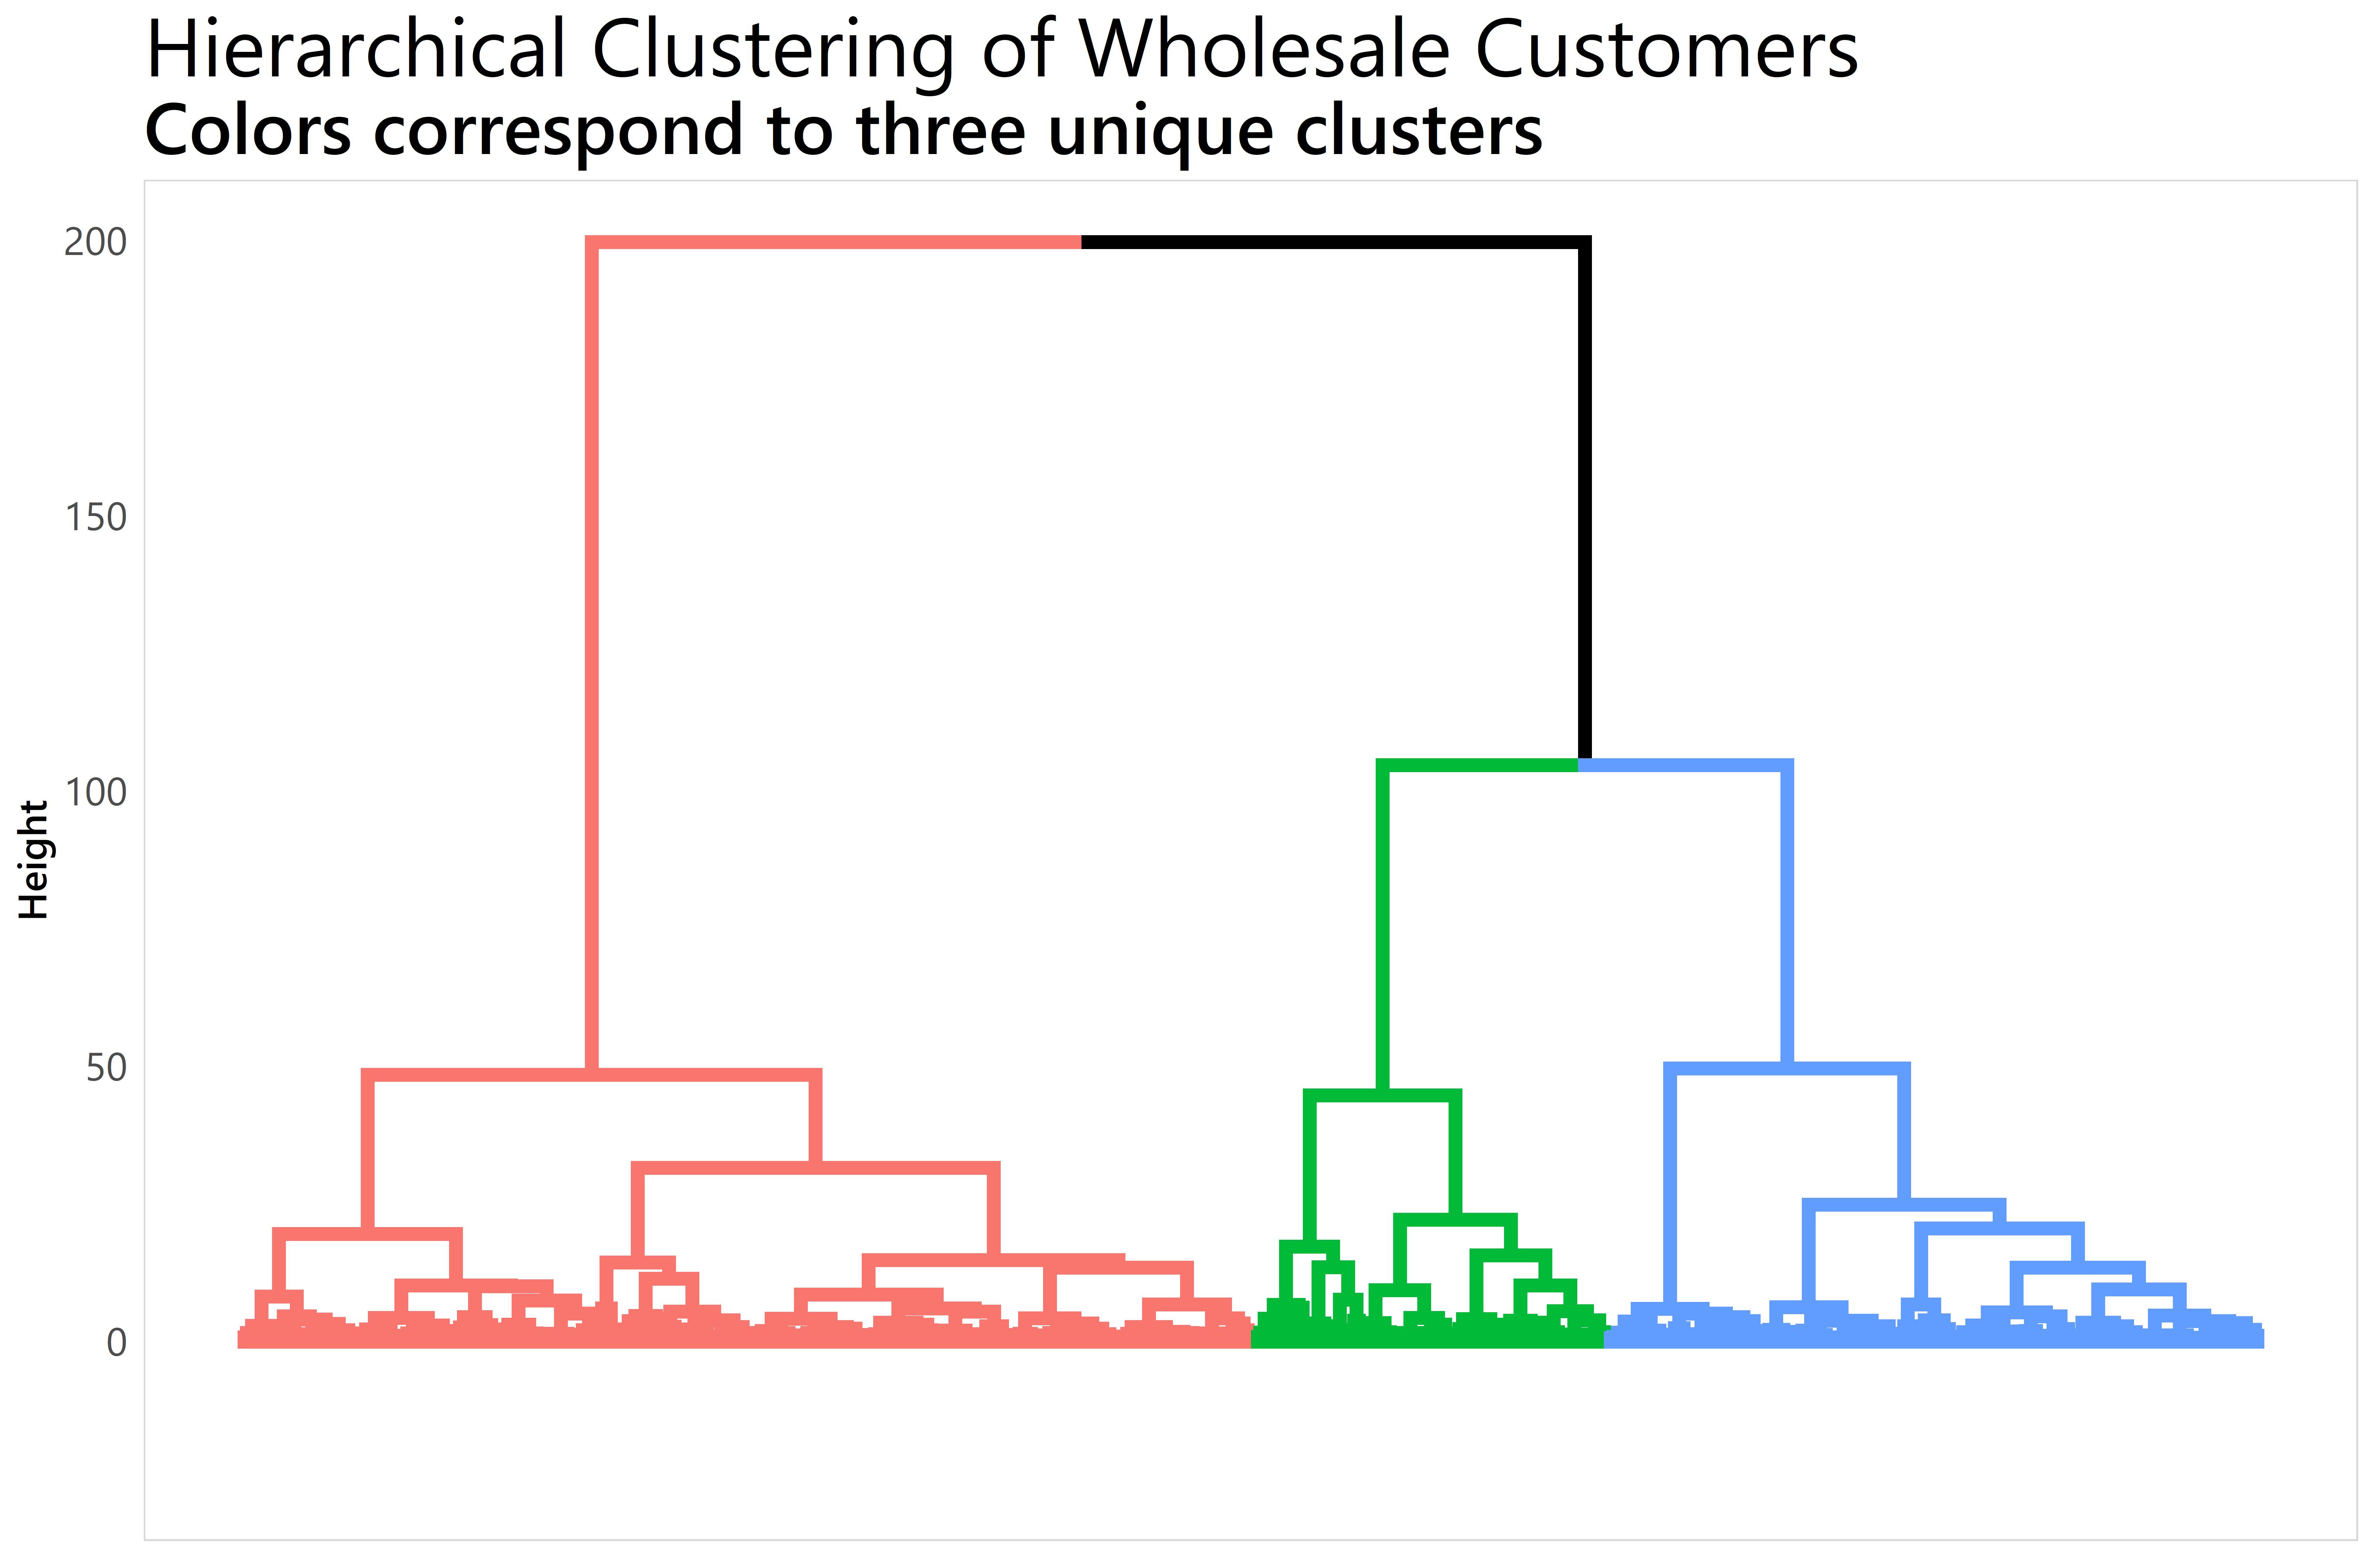 Hierarchical Clustering of Wholesale Customers
Colors correspond to three unique clusters
200
150
100
50
0
Height